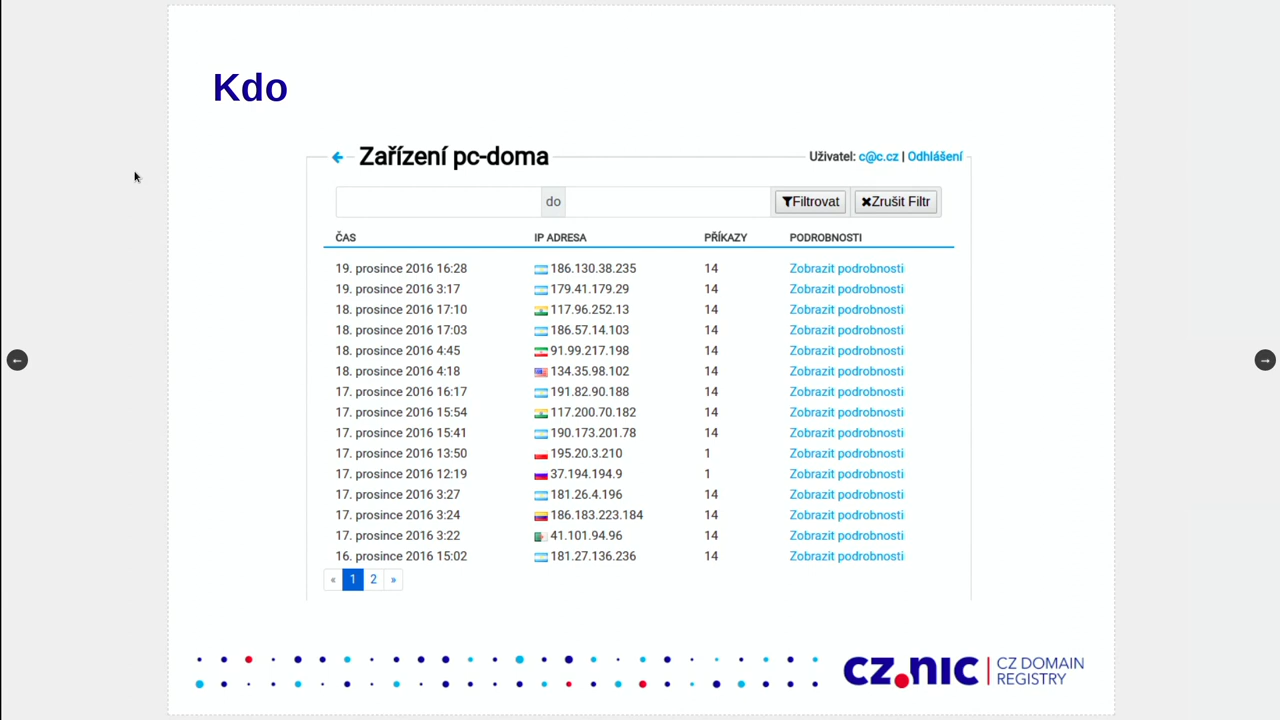 Kdo
Zařízení pc-doma
Uživatel: c@c.cz | Odhlášení
do
Filtrovat
Zrušit Filtr
ČAS IP ADRESA PŘÍKAZY PODROBNOSTI
19. prosince 2016 16:28 186.130.38.235 14 Zobrazit podrobnosti
19. prosince 2016 3:17 179.41.179.29 14 Zobrazit podrobnosti
18. prosince 2016 17:10 117.96.252.13 14 Zobrazit podrobnosti
18. prosince 2016 17:03 186.57.14.103 14 Zobrazit podrobnosti
18. prosince 2016 4:45 91.99.217.198 14 Zobrazit podrobnosti
18. prosince 2016 4:18 134.35.98.102 14 Zobrazit podrobnosti
17. prosince 2016 16:17 191.82.90.188 14 Zobrazit podrobnosti
17. prosince 2016 15:54 117.200.70.182 14 Zobrazit podrobnosti
17. prosince 2016 15:41 190.173.201.78 14 Zobrazit podrobnosti
17. prosince 2016 13:50 195.20.3.210 1 Zobrazit podrobnosti
17. prosince 2016 12:19 37.194.194.9 1 Zobrazit podrobnosti
17. prosince 2016 3:27 181.26.4.196 14 Zobrazit podrobnosti
17. prosince 2016 3:24 186.183.223.184 14 Zobrazit podrobnosti
17. prosince 2016 3:22 41.101.94.96 14 Zobrazit podrobnosti
16. prosince 2016 15:02 181.27.136.236 14 Zobrazit podrobnosti
« 1 2 »
CZ.NIC
CZ DOMAIN
REGISTRY